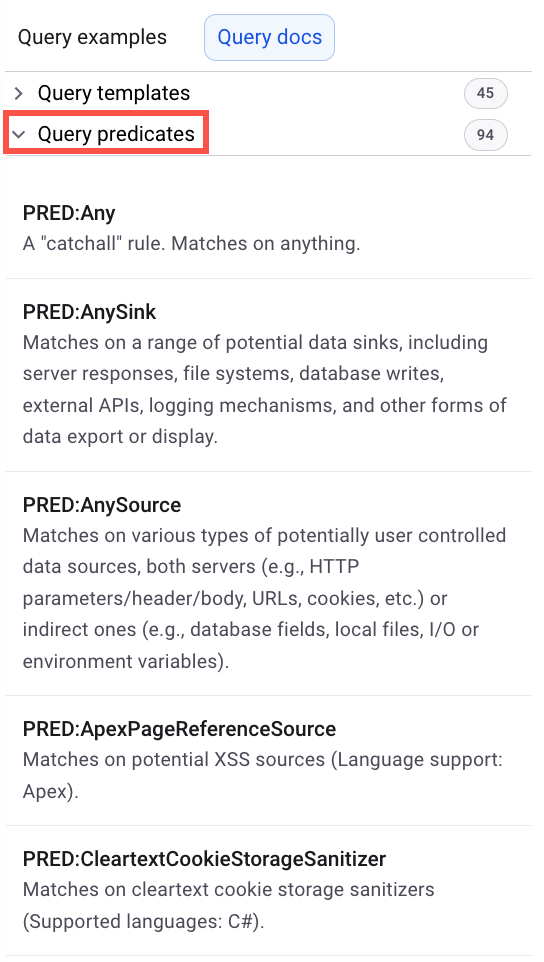 Query examples Query docs
Query templates 45
Query predicates 94
PRED:Any
A "catchall" rule. Matches on anything.
PRED:AnySink
Matches on a range of potential data sinks, including
server responses, file systems, database writes,
external APIs, logging mechanisms, and other forms of
data export or display.
PRED:AnySource
Matches on various types of potentially user controlled
data sources, both servers (e.g., HTTP
parameters/header/body, URLs, cookies, etc.) or
indirect ones (e.g., database fields, local files, I/O or
environment variables).
PRED:ApexPageReferenceSource
Matches on potential XSS sources (Language support:
Apex).
PRED:CleartextCookieStorageSanitizer
Matches on cleartext cookie storage sanitizers
(Supported languages: C#).